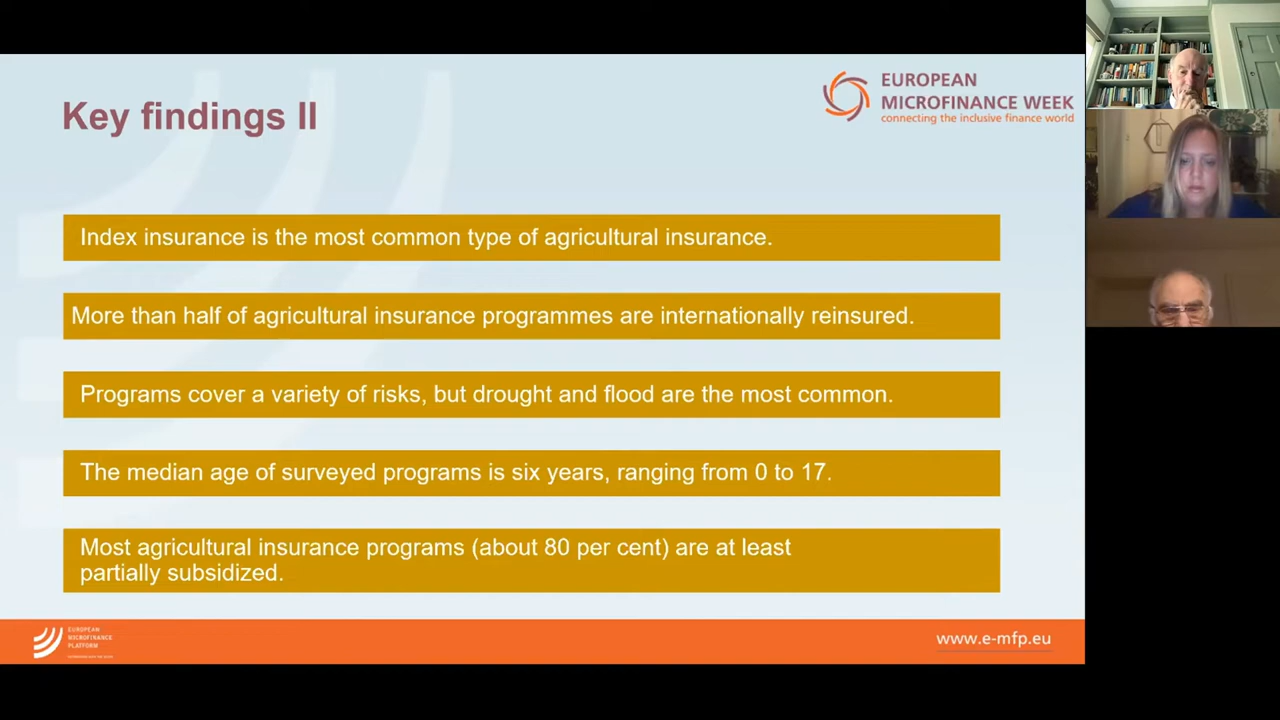 Key findings II
EUROPEAN
MICROFINANCE WEEK
connecting the inclusive finance world
Index insurance is the most common type of agricultural insurance.
More than half of agricultural insurance programmes are internationally reinsured.
Programs cover a variety of risks, but drought and flood are the most common.
The median age of surveyed programs is six years, ranging from 0 to 17.
Most agricultural insurance programs (about 80 per cent) are at least
partially subsidized.
EUROPEAN
MICROFINANCE
PLATFORM
www.e-mfp.eu